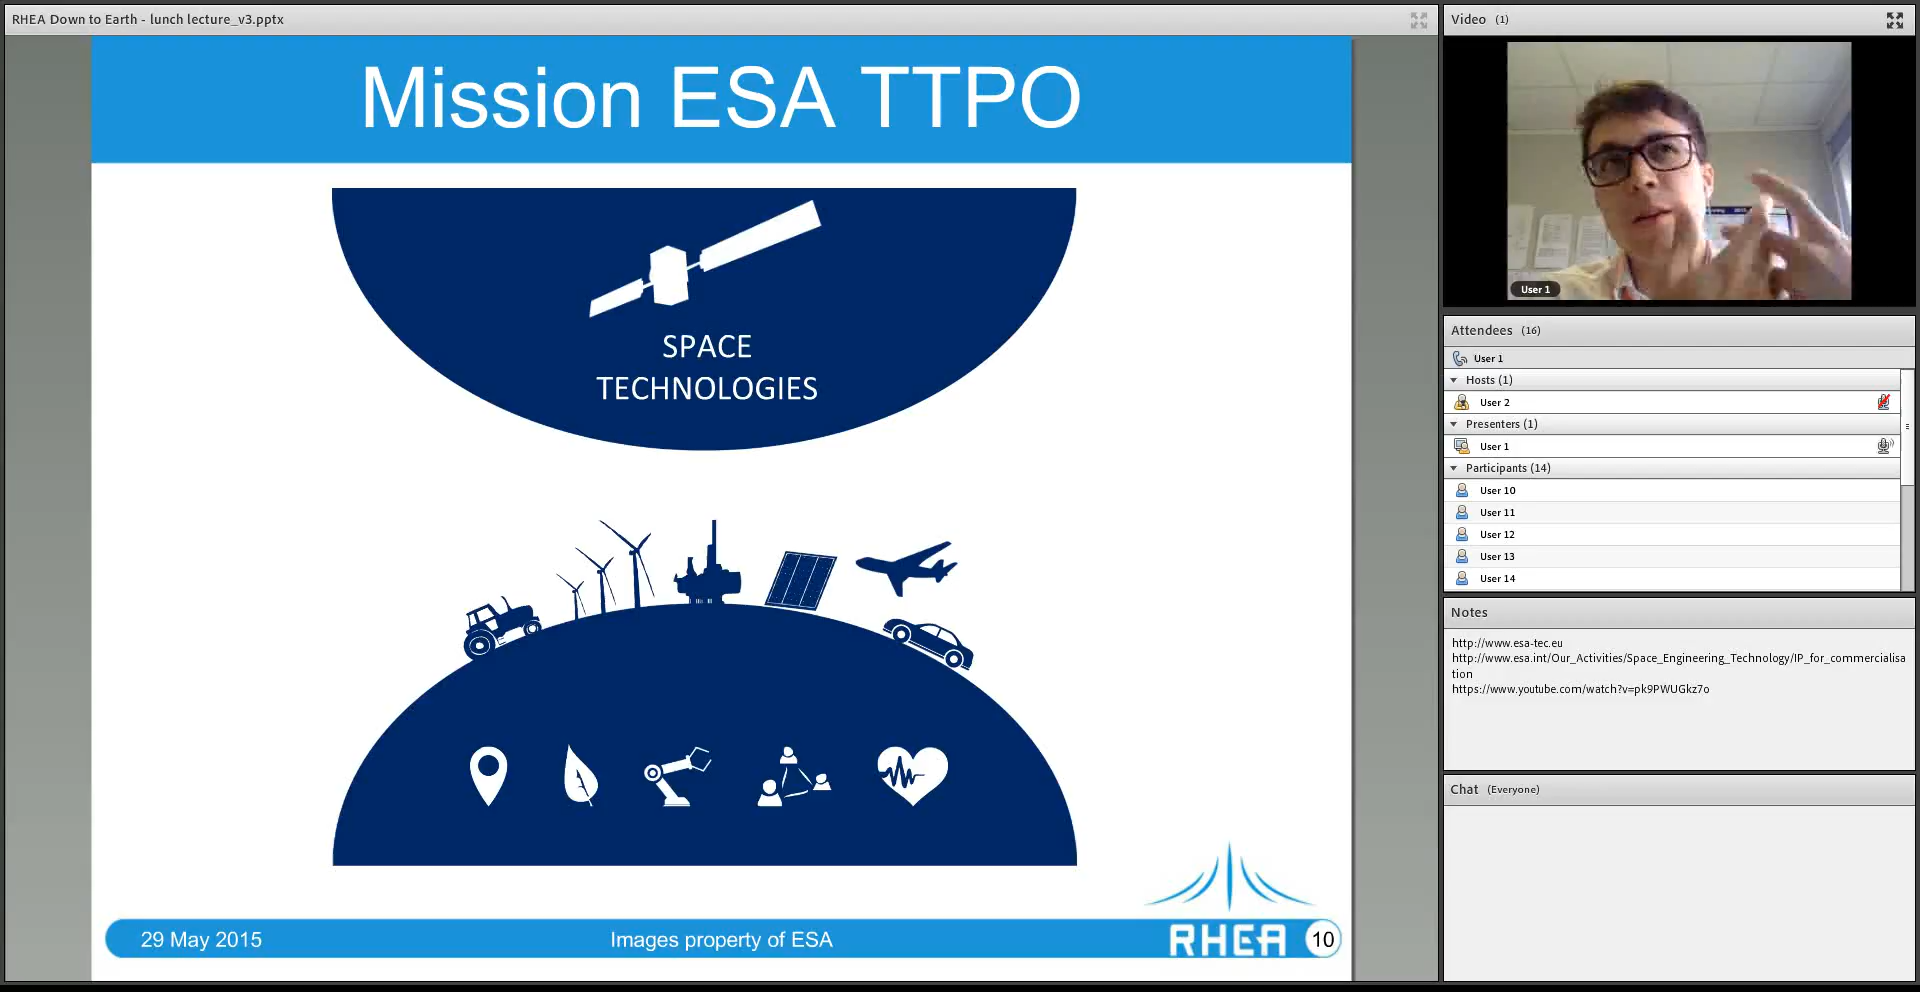 RHEA Down to Earth - lunch lecture_v3.pptx
Mission ESA TTPO
SPACE
TECHNOLOGIES
29 May 2015
Images property of ESA
RHEA
10
Video (1)
User 1
Attendees (16)
User 1
Hosts (1)
User 2
Presenters (1)
User 1
Participants (14)
User 10
User 11
User 12
User 13
User 14
Notes
http://www.esa-tec.eu
http://www.esa.int/Our_Activities/Space_Engineering_Technology/IP_for_commercialisa
tion
https://www.youtube.com/watch?v=pk9PWUGkz7o
Chat (Everyone)